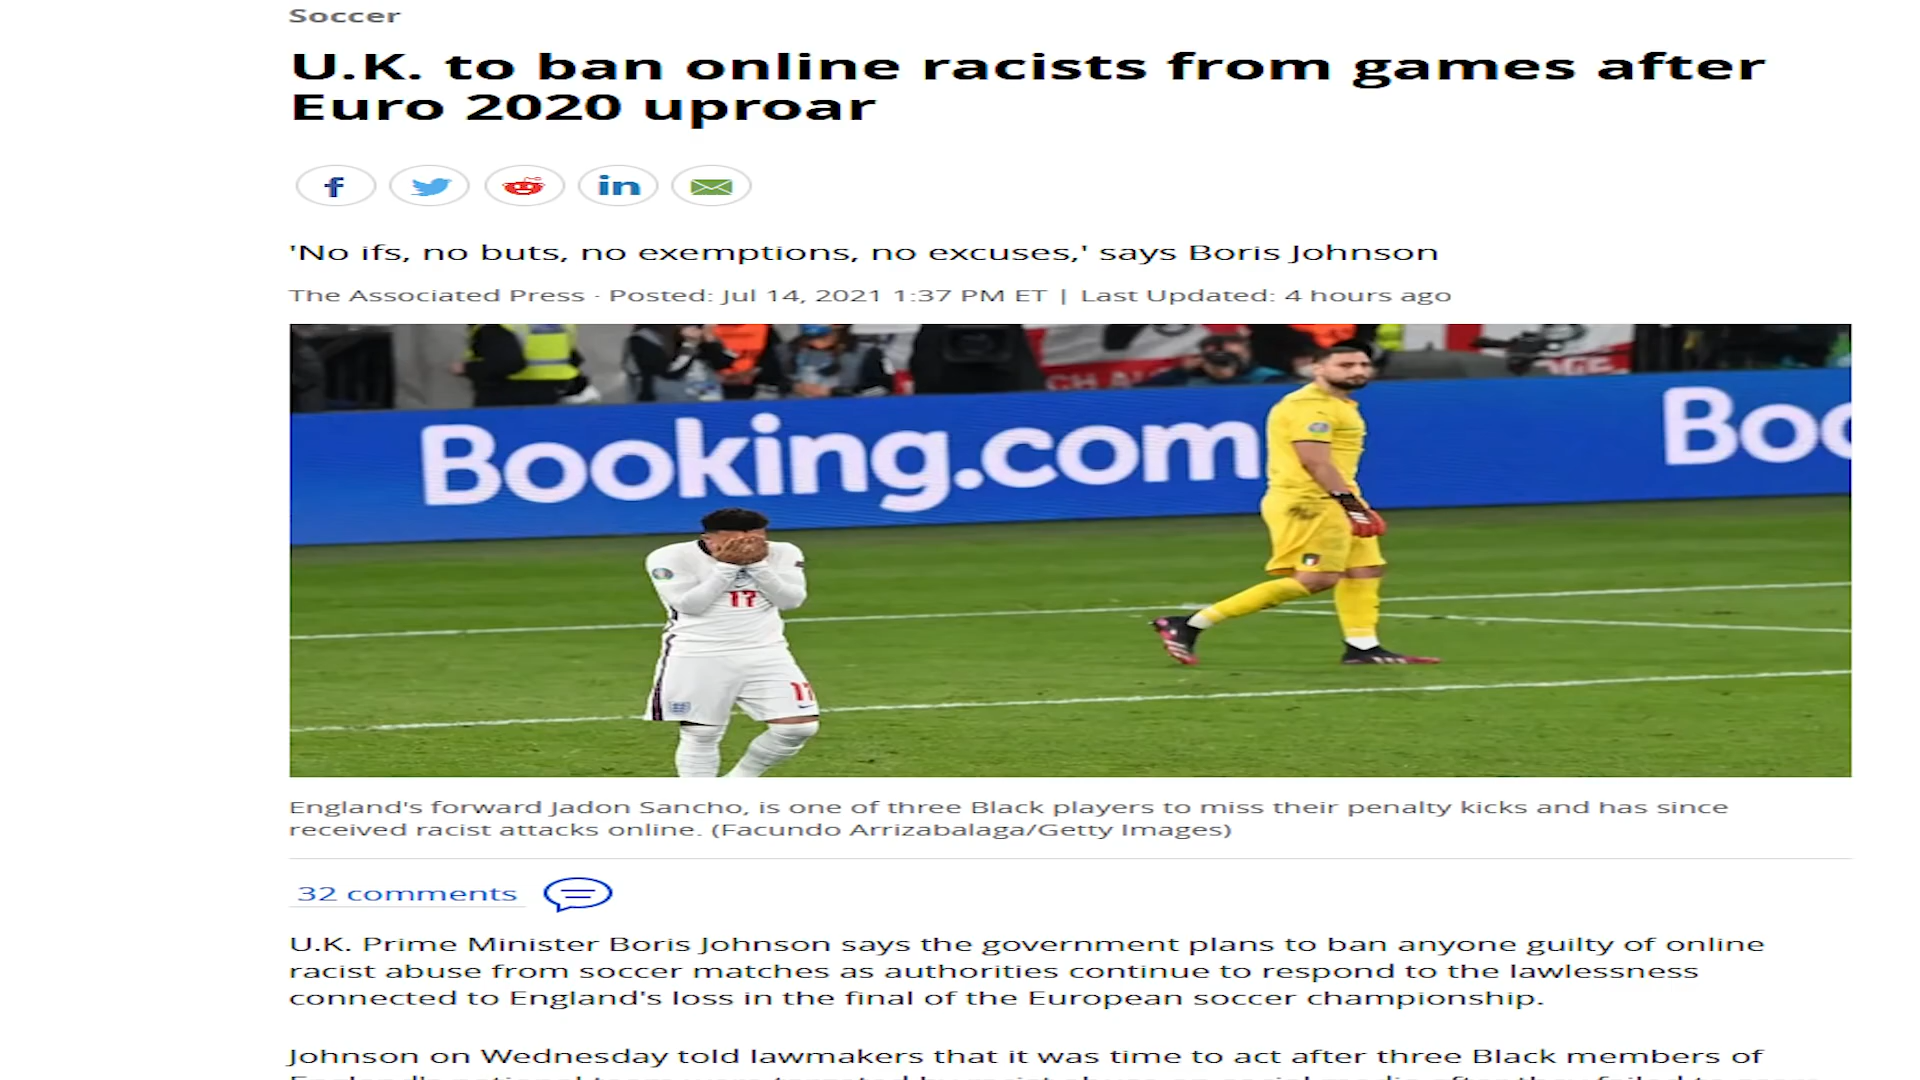 Soccer
U.K. to ban online racists from games after
Euro 2020 uproar
f
in
'No ifs, no buts, no exemptions, no excuses,' says Boris Johnson
The Associated Press · Posted: Jul 14, 2021 1:37 PM ET | Last Updated: 4 hours ago
Booking.com
Boo
17
17
England's forward Jadon Sancho, is one of three Black players to miss their penalty kicks and has since
received racist attacks online. (Facundo Arrizabalaga/Getty Images)
32 comments
U.K. Prime Minister Boris Johnson says the government plans to ban anyone guilty of online
racist abuse from soccer matches as authorities continue to respond to the lawlessness
connected to England's loss in the final of the European soccer championship.
Johnson on Wednesday told lawmakers that it was time to act after three Black members of